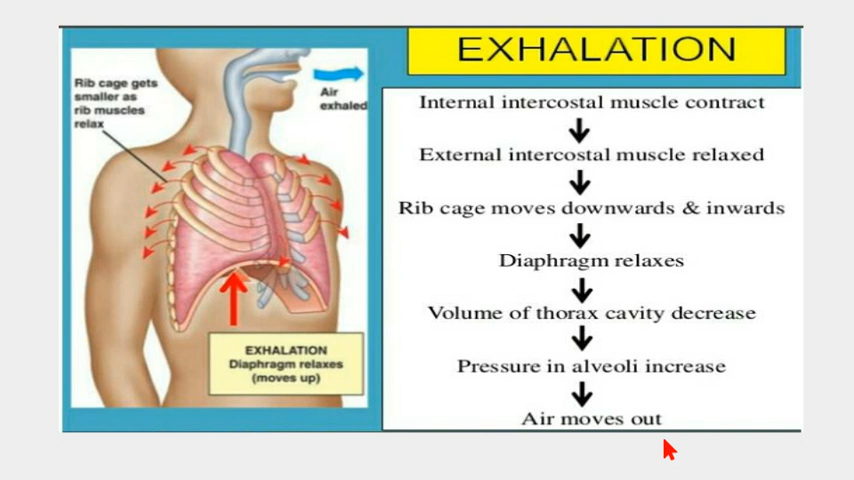 EXHALATION
Rib cage gets
smaller as
rib muscles
relax
Air
exhaled
EXHALATION
Diaphragm relaxes
(moves up)
Internal intercostal muscle contract
External intercostal muscle relaxed
Rib cage moves downwards & inwards
Diaphragm relaxes
Volume of thorax cavity decrease
Pressure in alveoli increase
Air moves out